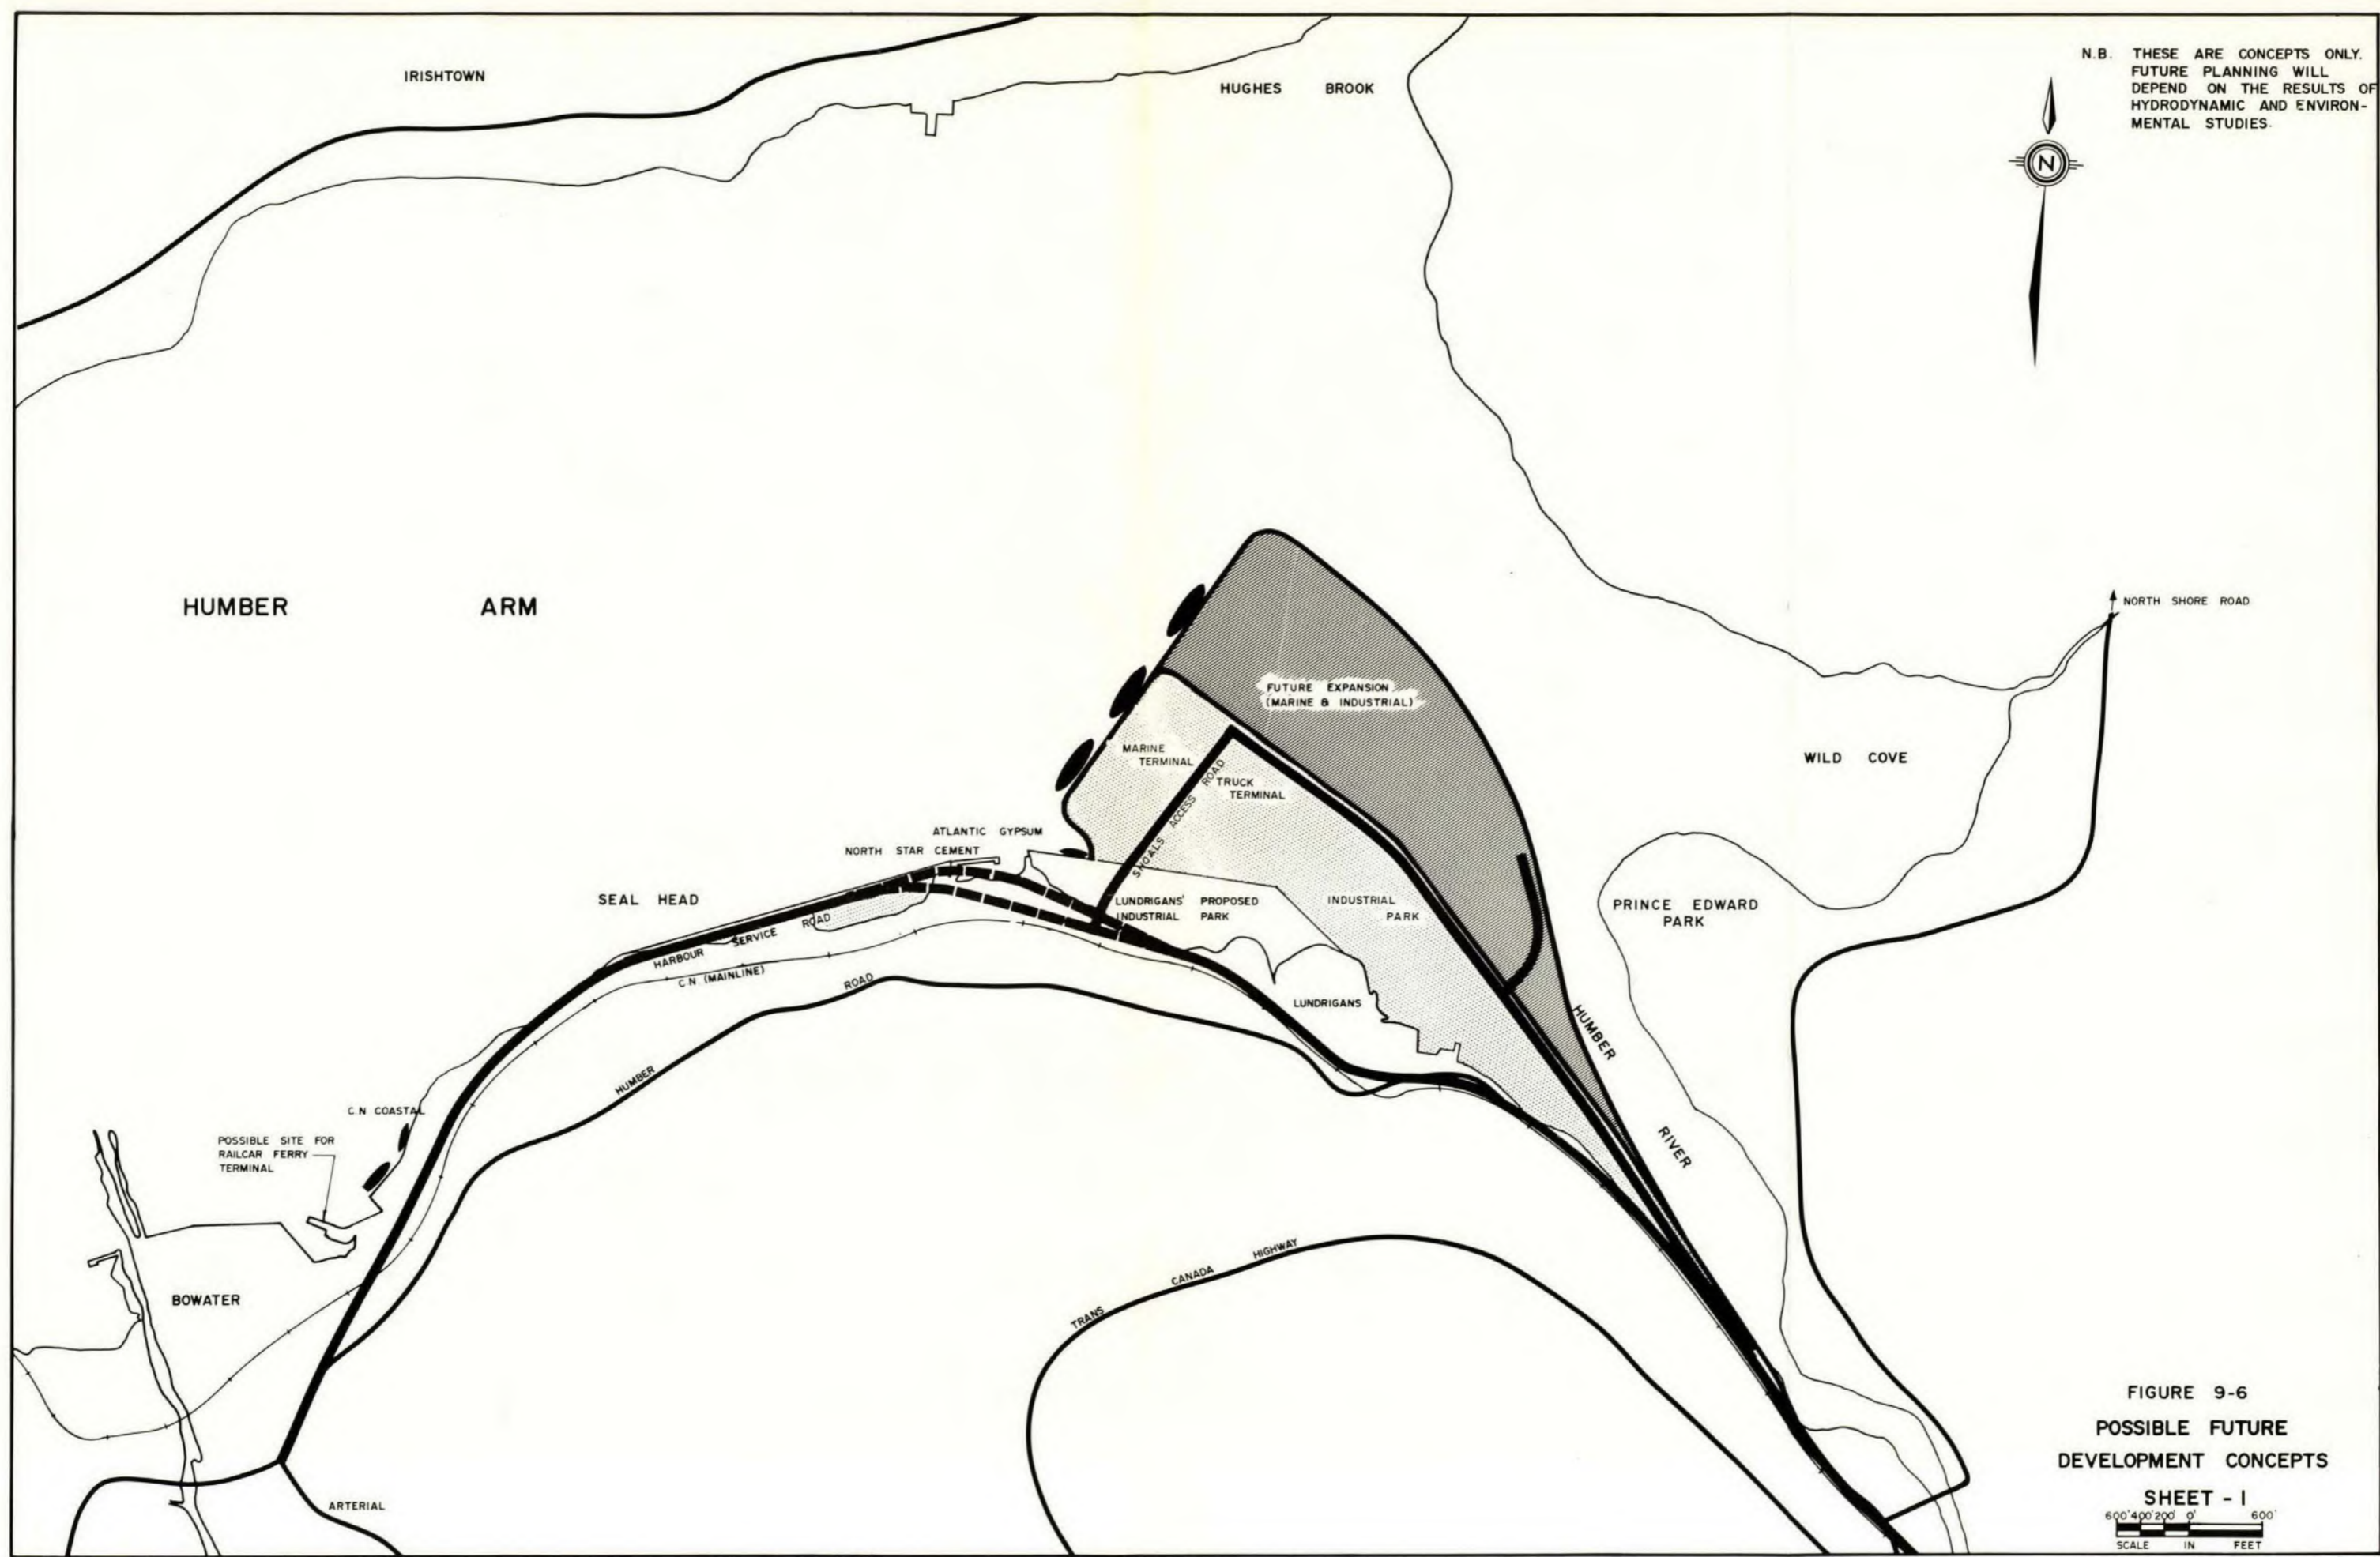 IRISHTOWN
HUGHES BROOK
N.B. THESE ARE CONCEPTS ONLY.
FUTURE PLANNING WILL
DEPEND ON THE RESULTS OF
HYDRODYNAMIC AND ENVIRON-
MENTAL STUDIES.
N
HUMBER ARM
NORTH SHORE ROAD
FUTURE EXPANSION
(MARINE & INDUSTRIAL)
MARINE
TERMINAL
WILD COVE
TRUCK
TERMINAL
SHOALS ACCESS ROAD
ATLANTIC GYPSUM
NORTH STAR CEMENT
SEAL HEAD
LUNDRIGANS' PROPOSED
INDUSTRIAL PARK
INDUSTRIAL
PARK
PRINCE EDWARD
PARK
HARBOUR SERVICE ROAD
C.N. (MAINLINE)
HUMBER ROAD
LUNDRIGANS
HUMBER RIVER
C.N COASTAL
POSSIBLE SITE FOR
RAILCAR FERRY
TERMINAL
BOWATER
TRANS CANADA HIGHWAY
ARTERIAL
FIGURE 9-6
POSSIBLE FUTURE
DEVELOPMENT CONCEPTS
SHEET - 1
600' 400' 200' 0' 600'
SCALE IN FEET